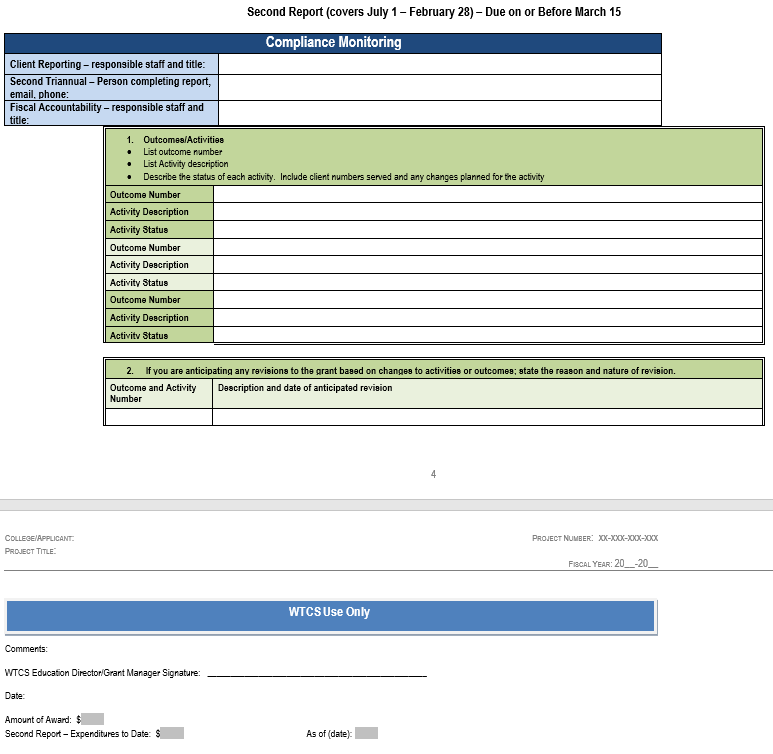 Second Report (covers July 1 – February 28) – Due on or Before March 15
Compliance Monitoring
Client Reporting – responsible staff and title:
Second Triannual – Person completing report,
email, phone:
Fiscal Accountability – responsible staff and
title:
1. Outcomes/Activities
• List outcome number
• List Activity description
• Describe the status of each activity. Include client numbers served and any changes planned for the activity
Outcome Number
Activity Description
Activity Status
Outcome Number
Activity Description
Activity Status
Outcome Number
Activity Description
Activity Status
2. If you are anticipating any revisions to the grant based on changes to activities or outcomes; state the reason and nature of revision.
Outcome and Activity
Number
Description and date of anticipated revision
4
College/Applicant:
Project Number: XX-XXX-XXX-XXX
Project Title:
Fiscal Year: 20__-20__
WTCS Use Only
Comments:
WTCS Education Director/Grant Manager Signature: ____________________
Date:
Amount of Award: $
Second Report – Expenditures to Date: $ As of (date):